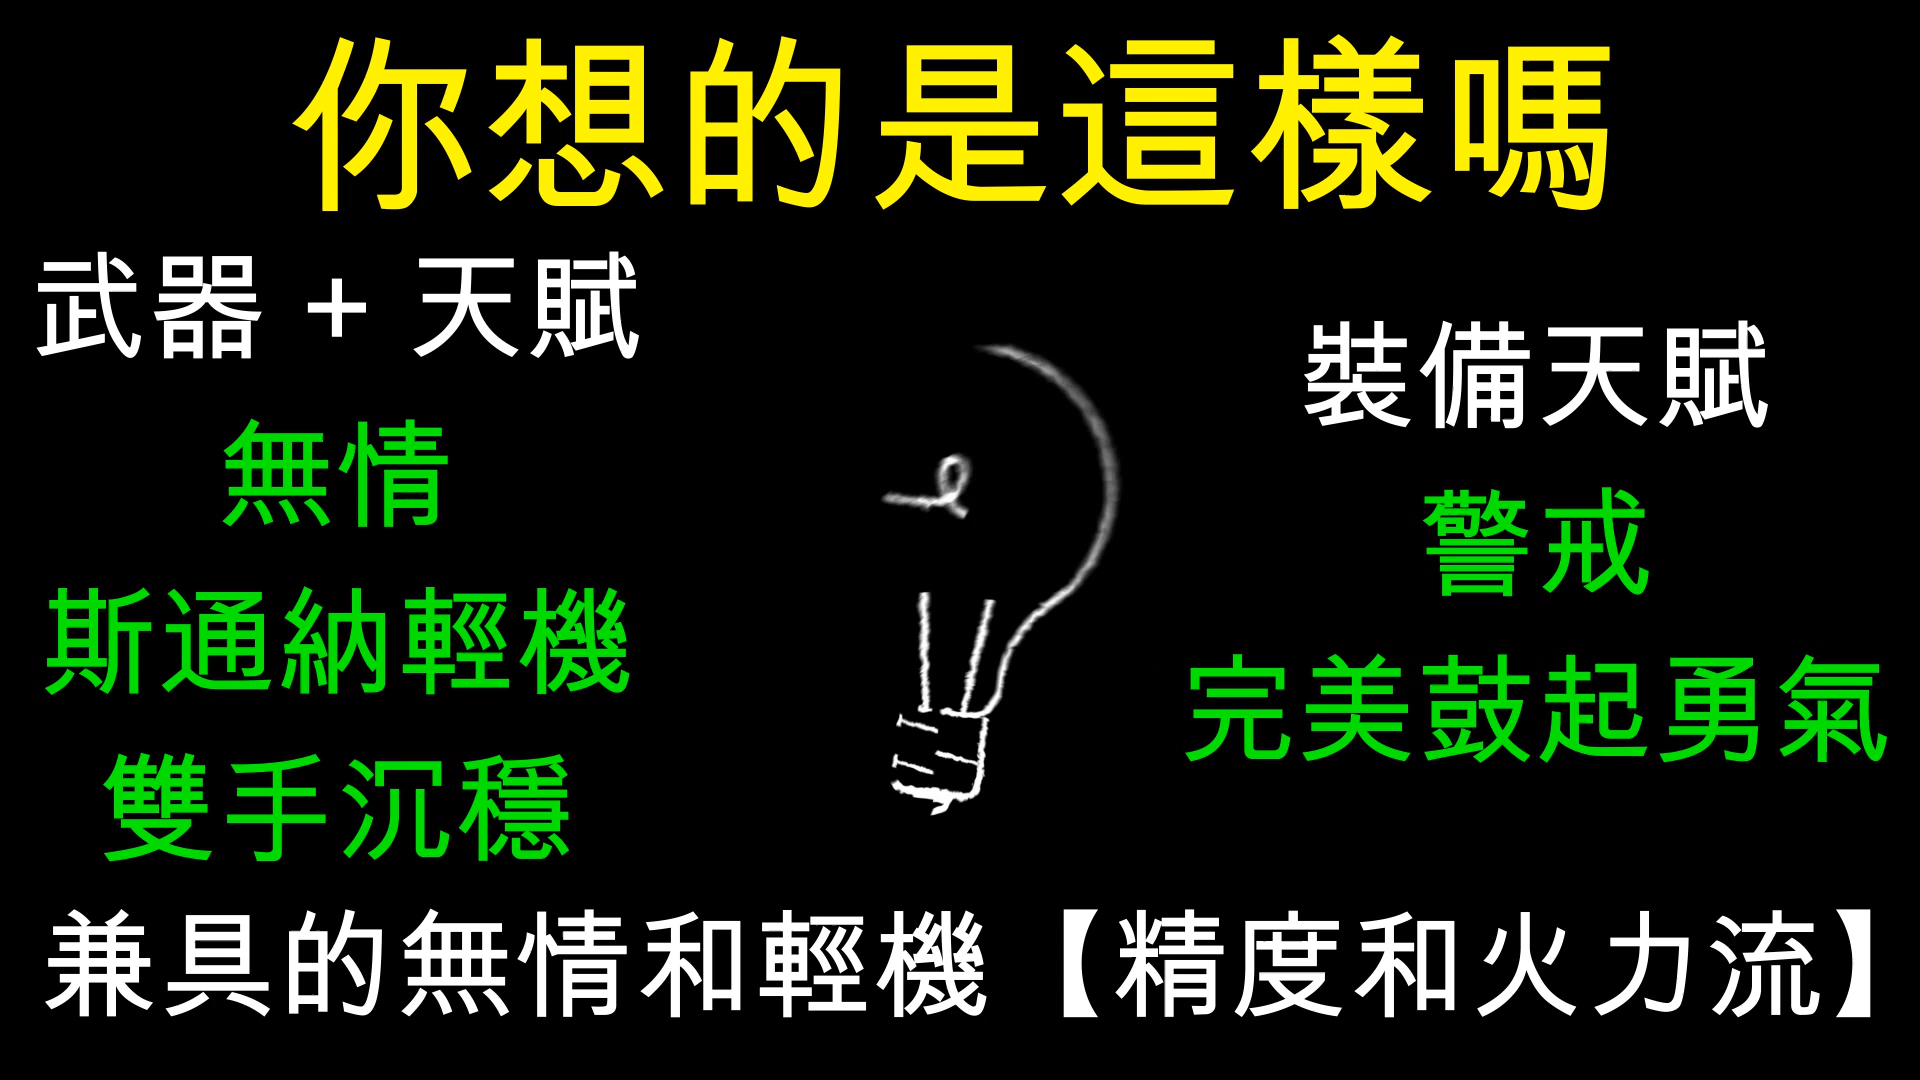 你想的是這樣嗎
武器 + 天賦
無情
斯通納輕機
雙手沉穩
裝備天賦
警戒
完美鼓起勇氣
兼具的無情和輕機【精度和火力流】